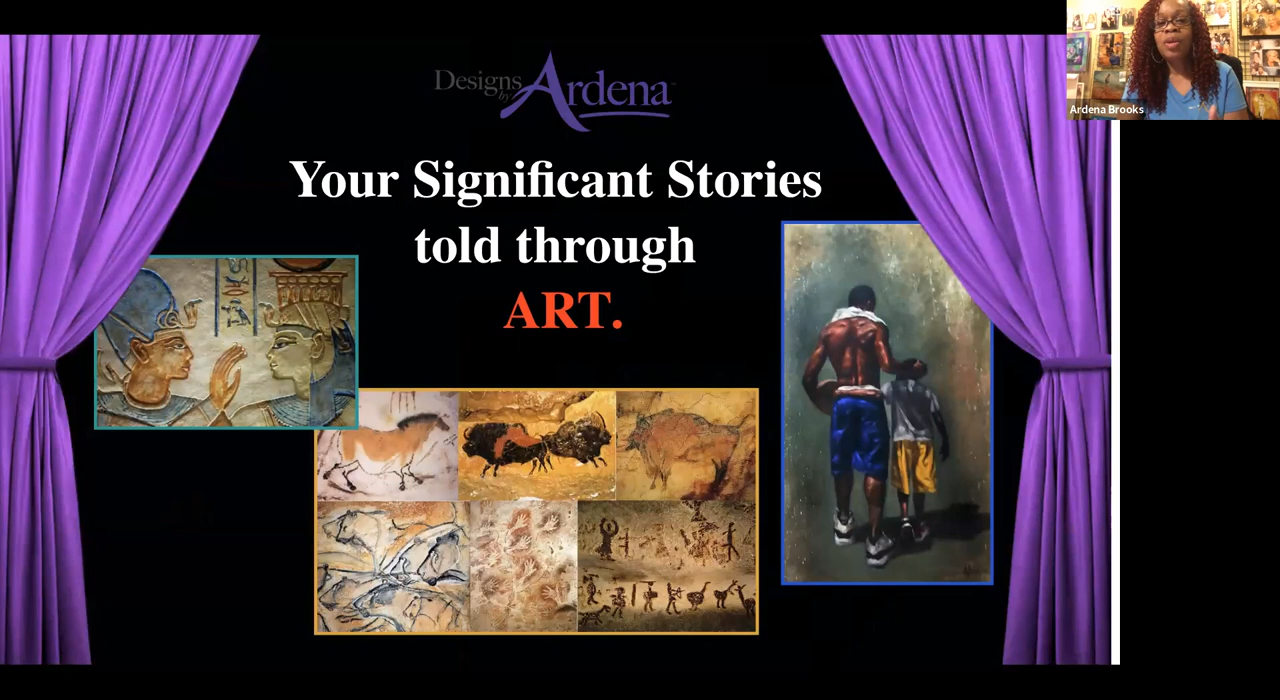 Designs by Ardena
Your Significant Stories
told through
ART.
Ardena Brooks